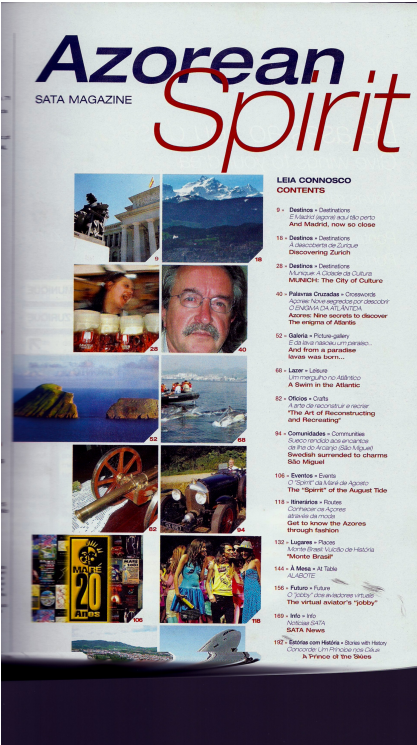 Azorean
Spirit
SATA MAGAZINE
LEIA CONNOSCO
CONTENTS
9 » Destinos » Destinations
E Madrid (agora) aqui tão perto
And Madrid, now so close
18 » Destinos » Destinations
À descoberta de Zurique
Discovering Zurich
28 » Destinos » Destinations
Munique: A Cidade da Cultura
MUNICH: The City of Culture
40 » Palavras Cruzadas » Crosswords
Açores: Nove segredos por descobrir
O ENIGMA DA ATLÂNTIDA
Azores: Nine secrets to discover
The enigma of Atlantis
52 » Galeria » Picture-gallery
E da lava nasceu um paraíso...
And from a paradise
lavas was born...
68 » Lazer » Leisure
Um mergulho no Atlântico
A Swim in the Atlantic
82 » Ofícios » Crafts
A arte de reconstruir e recriar
"The Art of Reconstructing
and Recreating"
94 » Comunidades » Communities
Sueco rendido aos encantos
da Ilha do Arcanjo (São Miguel)
Swedish surrendered to charms
São Miguel
106 » Eventos » Events
O "Spirit" da Maré de Agosto
The "Spirit" of the August Tide
118 » Itinerários » Routes
Conhecer os Açores
através da moda
Get to know the Azores
through fashion
132 » Lugares » Places
Monte Brasil: Vulcão de História
"Monte Brasil"
144 » À Mesa » At Table
ALABOTE
156 » Futuro » Future
O "jobby" dos aviadores virtuais
The virtual aviator's "jobby"
169 » Info » Info
Notícias SATA
SATA News
192 » Estórias com História » Stories with History
Concorde: Um Príncipe nos Céus
A Prince of the Skies
9
18
28
40
52
68
82
94
MARÉ
20
Anos
106
118